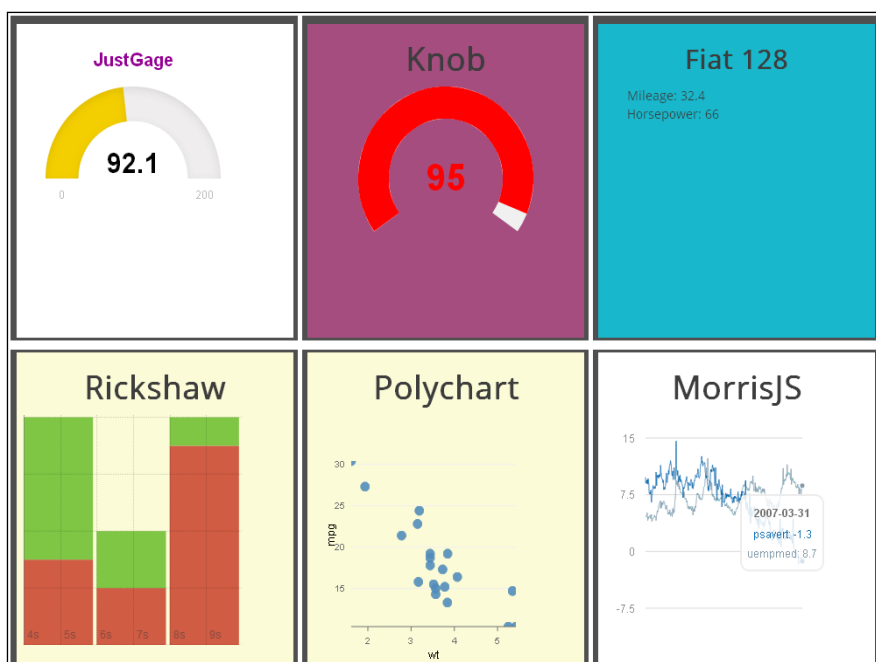 JustGage
92.1
0 200
Knob
95
Fiat 128
Mileage: 32.4
Horsepower: 66
Rickshaw
4s 5s 6s 7s 8s 9s
Polychart
30
25
20
15
mpg
2 3 4 5
wt
MorrisJS
15
7.5
0
-7.5
2007-03-31
psavert: -1.3
uempmed: 8.7